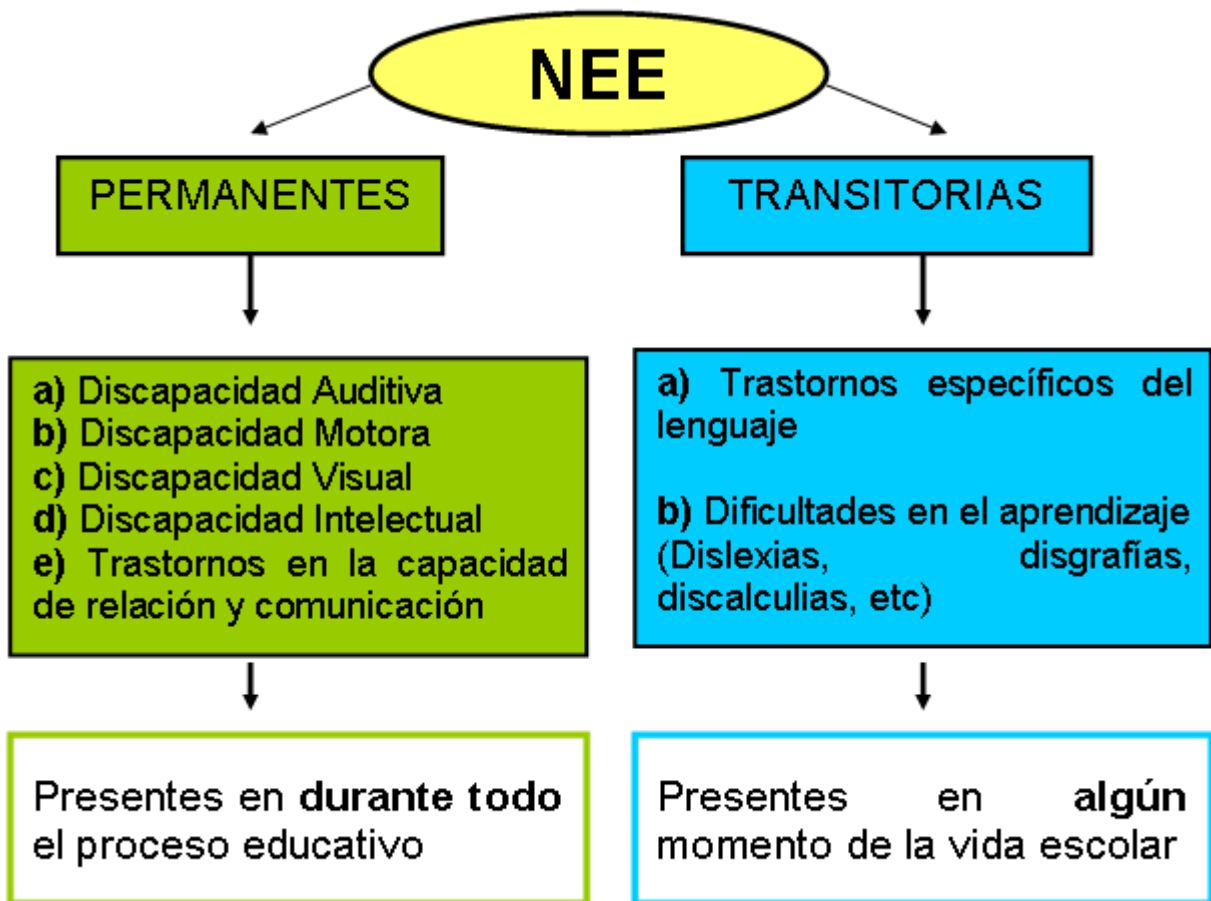 NEE
PERMANENTES
TRANSITORIAS
a) Discapacidad Auditiva
b) Discapacidad Motora
c) Discapacidad Visual
d) Discapacidad Intelectual
e) Trastornos en la capacidad
de relación y comunicación
a) Trastornos específicos del
lenguaje
b) Dificultades en el aprendizaje
(Dislexias, disgrafías,
discalculias, etc)
Presentes en durante todo
el proceso educativo
Presentes en algún
momento de la vida escolar